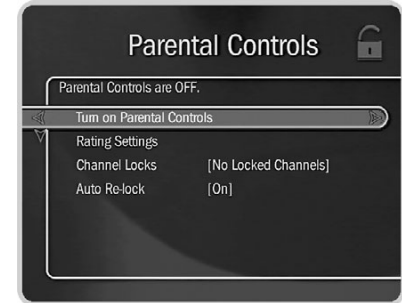 Parental Controls
Parental Controls are OFF.
Turn on Parental Controls
Rating Settings
Channel Locks [No Locked Channels]
Auto Re-lock [On]